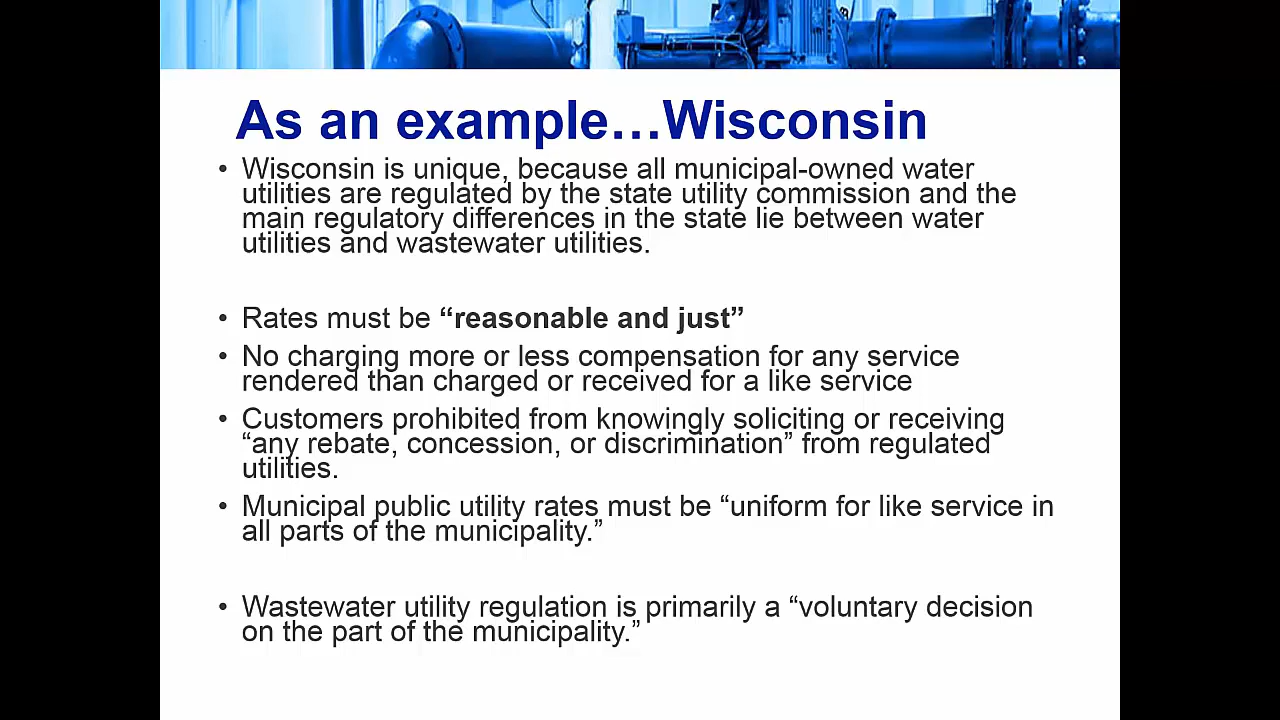 As an example…Wisconsin
• Wisconsin is unique, because all municipal-owned water
utilities are regulated by the state utility commission and the
main regulatory differences in the state lie between water
utilities and wastewater utilities.
• Rates must be “reasonable and just”
• No charging more or less compensation for any service
rendered than charged or received for a like service
• Customers prohibited from knowingly soliciting or receiving
“any rebate, concession, or discrimination” from regulated
utilities.
• Municipal public utility rates must be “uniform for like service in
all parts of the municipality.”
• Wastewater utility regulation is primarily a “voluntary decision
on the part of the municipality.”